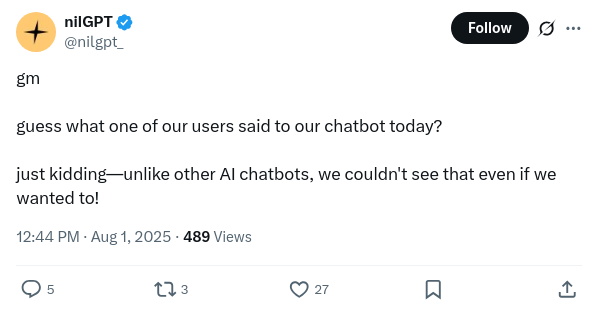 nilGPT
@nilgpt_
Follow
gm
guess what one of our users said to our chatbot today?
just kidding—unlike other AI chatbots, we couldn't see that even if we
wanted to!
12:44 PM · Aug 1, 2025 · 489 Views
5
3
27